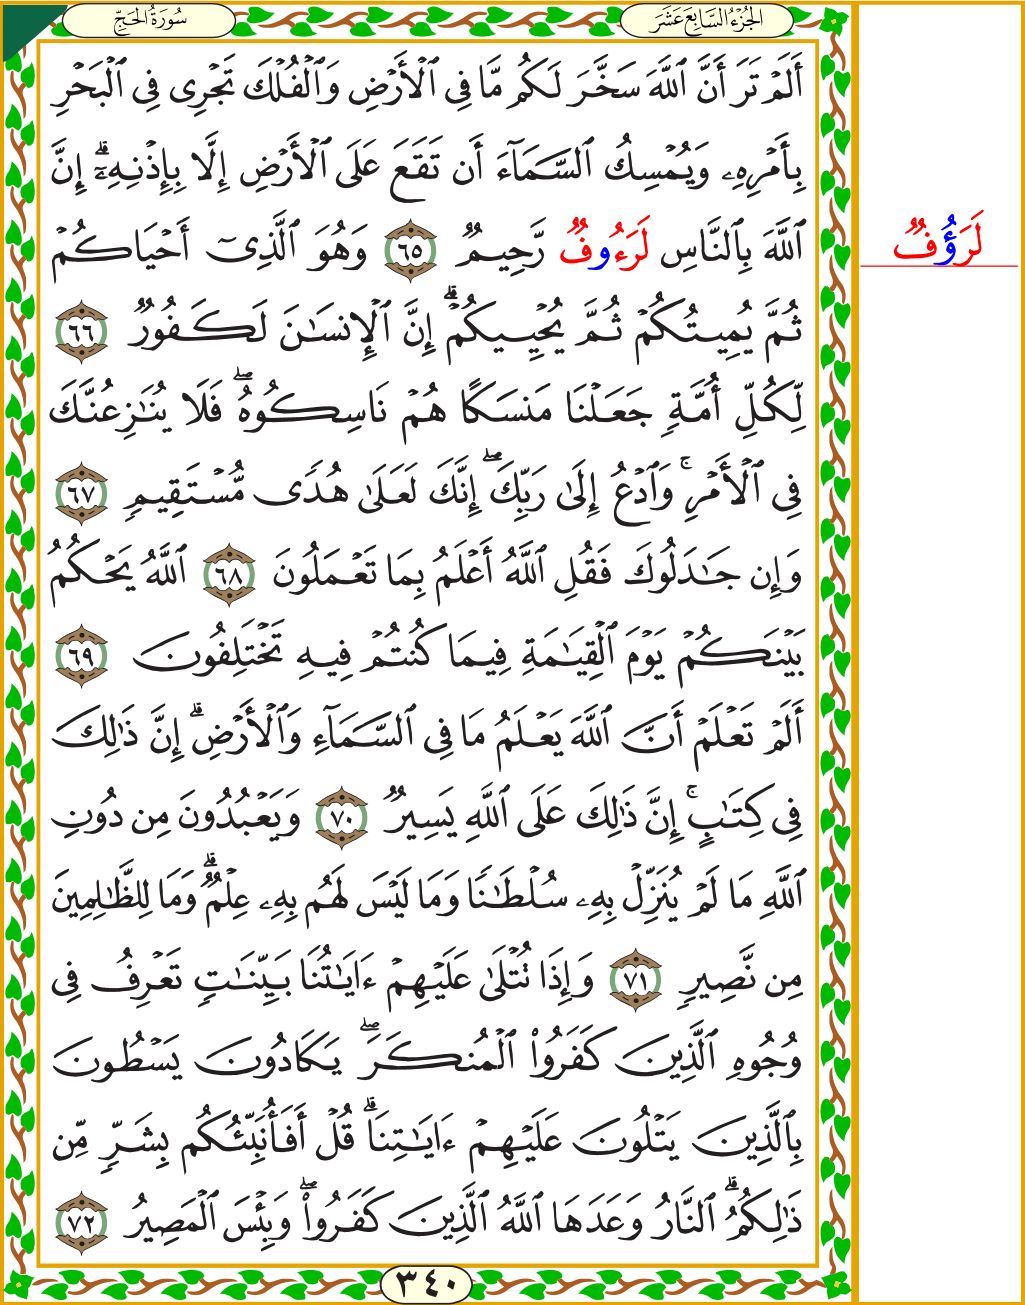 سُورَةُ الحَجِّ
الجُزْءُ السَّابِعَ عَشَرَ
أَلَمْ تَرَ أَنَّ ٱللَّهَ سَخَّرَ لَكُم مَّا فِى ٱلْأَرْضِ وَٱلْفُلْكَ تَجْرِى فِى ٱلْبَحْرِ
بِأَمْرِهِۦ وَيُمْسِكُ ٱلسَّمَآءَ أَن تَقَعَ عَلَى ٱلْأَرْضِ إِلَّا بِإِذْنِهِۦٓ ۗ إِنَّ
ٱللَّهَ بِٱلنَّاسِ لَرَءُوفٌ رَّحِيمٌ ٦٥ وَهُوَ ٱلَّذِىٓ أَحْيَاكُمْ
لَرَؤُفٌ
ثُمَّ يُمِيتُكُمْ ثُمَّ يُحْيِيكُمْ ۗ إِنَّ ٱلْإِنسَـٰنَ لَكَفُورٌ ٦٦
لِّكُلِّ أُمَّةٍ جَعَلْنَا مَنسَكًا هُمْ نَاسِكُوهُ ۖ فَلَا يُنَـٰزِعُنَّكَ
فِى ٱلْأَمْرِ ۚ وَٱدْعُ إِلَىٰ رَبِّكَ ۖ إِنَّكَ لَعَلَىٰ هُدًى مُّسْتَقِيمٍ ٦٧
وَإِن جَـٰدَلُوكَ فَقُلِ ٱللَّهُ أَعْلَمُ بِمَا تَعْمَلُونَ ٦٨ ٱللَّهُ يَحْكُمُ
بَيْنَكُمْ يَوْمَ ٱلْقِيَـٰمَةِ فِيمَا كُنتُمْ فِيهِ تَخْتَلِفُونَ ٦٩
أَلَمْ تَعْلَمْ أَنَّ ٱللَّهَ يَعْلَمُ مَا فِى ٱلسَّمَآءِ وَٱلْأَرْضِ ۗ إِنَّ ذَٰلِكَ
فِى كِتَـٰبٍ ۚ إِنَّ ذَٰلِكَ عَلَى ٱللَّهِ يَسِيرٌ ٧٠ وَيَعْبُدُونَ مِن دُونِ
ٱللَّهِ مَا لَمْ يُنَزِّلْ بِهِۦ سُلْطَـٰنًا وَمَا لَيْسَ لَهُم بِهِۦ عِلْمٌ ۗ وَمَا لِلظَّـٰلِمِينَ
مِن نَّصِيرٍ ٧١ وَإِذَا تُتْلَىٰ عَلَيْهِمْ ءَايَـٰتُنَا بَيِّنَـٰتٍ تَعْرِفُ فِى
وُجُوهِ ٱلَّذِينَ كَفَرُوا۟ ٱلْمُنكَرَ ۖ يَكَادُونَ يَسْطُونَ
بِٱلَّذِينَ يَتْلُونَ عَلَيْهِمْ ءَايَـٰتِنَا ۗ قُلْ أَفَأُنَبِّئُكُم بِشَرٍّ مِّن
ذَٰلِكُمُ ۗ ٱلنَّارُ وَعَدَهَا ٱللَّهُ ٱلَّذِينَ كَفَرُوا۟ ۖ وَبِئْسَ ٱلْمَصِيرُ ٧٢
٣٤٠